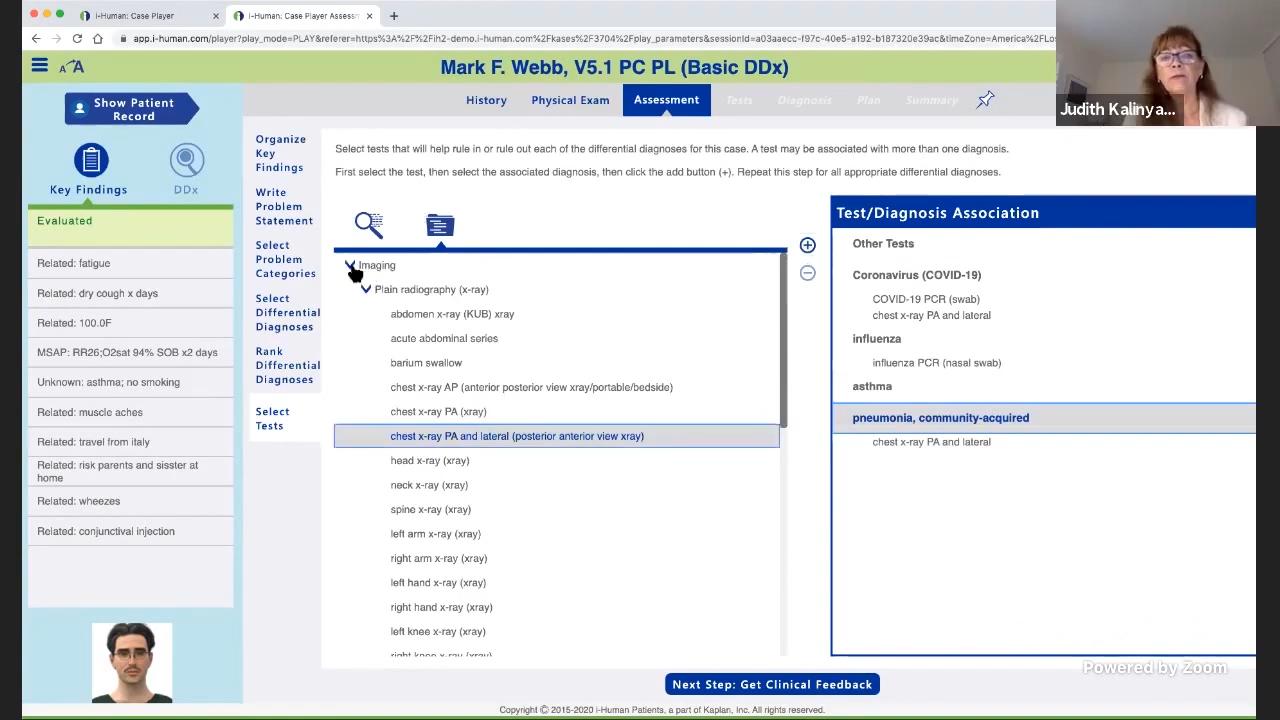 i-Human: Case Player
i-Human: Case Player Assessm
app.i-human.com/player?play_mode=PLAY&referer=https%3A%2F%2Fih2-demo.i-human.com%2Fkases%2F3704%2Fplay_parameters&sessionId=a03aaecc-f97c-40e5-a192-b187320e39ac&timeZone=America%2FLos
AA
Mark F. Webb, V5.1 PC PL (Basic DDx)
Judith Kalinya...
Show Patient
Record
History
Physical Exam
Assessment
Tests
Diagnosis
Plan
Summary
Key Findings
DDx
Evaluated
Related: fatigue
Related: dry cough x days
Related: 100.0F
MSAP: RR26;O2sat 94% SOB x2 days
Unknown: asthma; no smoking
Related: muscle aches
Related: travel from italy
Related: risk parents and sisster at
home
Related: wheezes
Related: conjunctival injection
Organize
Key
Findings
Write
Problem
Statement
Select
Problem
Categories
Select
Differential
Diagnoses
Rank
Differential
Diagnoses
Select
Tests
Select tests that will help rule in or rule out each of the differential diagnoses for this case. A test may be associated with more than one diagnosis.
First select the test, then select the associated diagnosis, then click the add button (+). Repeat this step for all appropriate differential diagnoses.
Imaging
Plain radiography (x-ray)
abdomen x-ray (KUB) xray
acute abdominal series
barium swallow
chest x-ray AP (anterior posterior view xray/portable/bedside)
chest x-ray PA (xray)
chest x-ray PA and lateral (posterior anterior view xray)
head x-ray (xray)
neck x-ray (xray)
spine x-ray (xray)
left arm x-ray (xray)
right arm x-ray (xray)
left hand x-ray (xray)
right hand x-ray (xray)
left knee x-ray (xray)
right knee x-ray (xray)
Test/Diagnosis Association
Other Tests
Coronavirus (COVID-19)
COVID-19 PCR (swab)
chest x-ray PA and lateral
influenza
influenza PCR (nasal swab)
asthma
pneumonia, community-acquired
chest x-ray PA and lateral
Next Step: Get Clinical Feedback
Powered by Zoom
Copyright © 2015-2020 i-Human Patients, a part of Kaplan, Inc. All rights reserved.